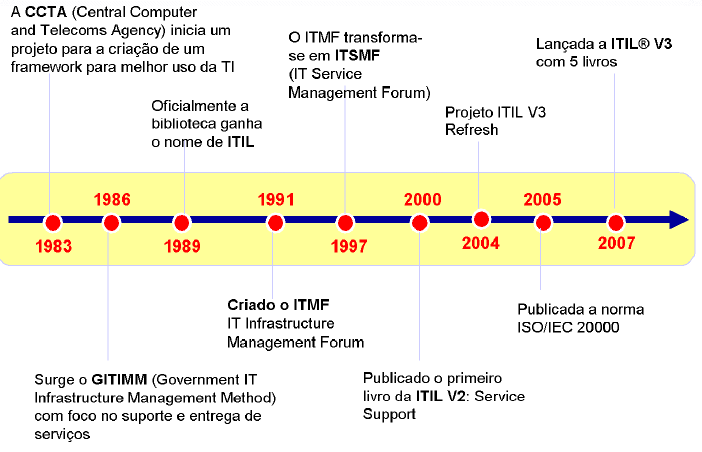 A CCTA (Central Computer
and Telecoms Agency) inicia um
projeto para a criação de um
framework para melhor uso da TI
Oficialmente a
biblioteca ganha
o nome de ITIL
O ITMF transforma-
se em ITSMF
(IT Service
Management Forum)
Projeto ITIL V3
Refresh
Lançada a ITIL® V3
com 5 livros
1986
1991
2000
2005
1983
1989
1997
2004
2007
Criado o ITMF
IT Infrastructure
Management Forum
Publicada a norma
ISO/IEC 20000
Surge o GITIMM (Government IT
Infrastructure Management Method)
com foco no suporte e entrega de
serviços
Publicado o primeiro
livro da ITIL V2: Service
Support